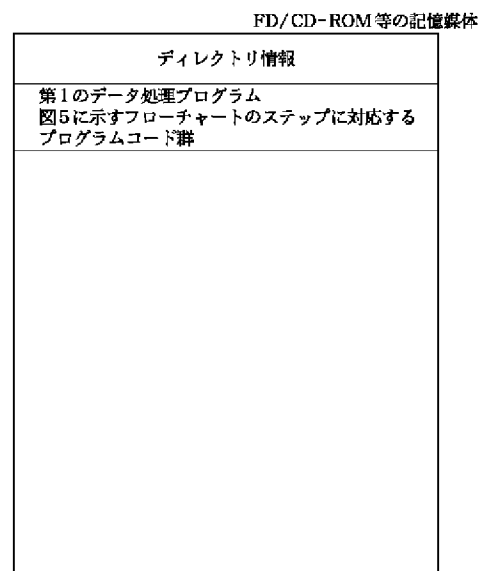 FD/CD-ROM等の記憶媒体
ディレクトリ情報
第1のデータ処理プログラム
図5に示すフローチャートのステップに対応する
プログラムコード群